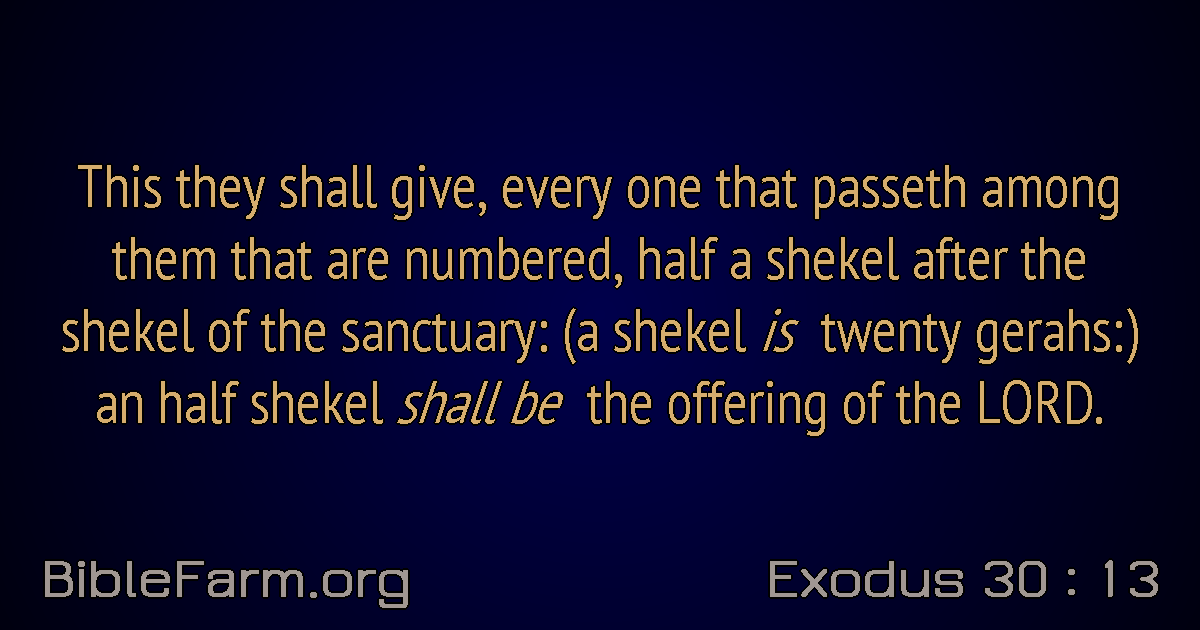 This they shall give, every one that passeth among
them that are numbered, half a shekel after the
shekel of the sanctuary: (a shekel is twenty gerahs:)
an half shekel shall be the offering of the LORD.
BibleFarm.org
Exodus 30 : 13